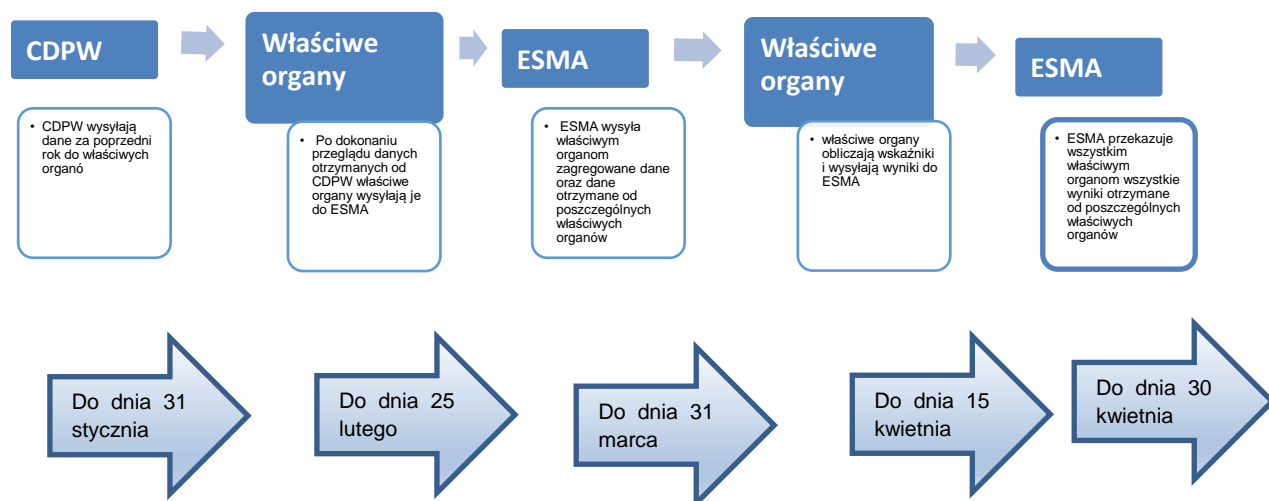 CDPW
Właściwe
organy
ESMA
Właściwe
organy
ESMA
• CDPW wysyłają
dane za poprzedni
rok do właściwych
organó
• Po dokonaniu
przeglądu danych
otrzymanych od
CDPW właściwe
organy wysyłają je
do ESMA
• ESMA wysyła
właściwym
organom
zagregowane dane
oraz dane
otrzymane od
poszczególnych
właściwych
organów
• właściwe organy
obliczają wskaźniki
i wysyłają wyniki do
ESMA
• ESMA przekazuje
wszystkim
właściwym
organom wszystkie
wyniki otrzymane
od poszczególnych
właściwych
organów
Do dnia 31
stycznia
Do dnia 25
lutego
Do dnia 31
marca
Do dnia 15
kwietnia
Do dnia 30
kwietnia